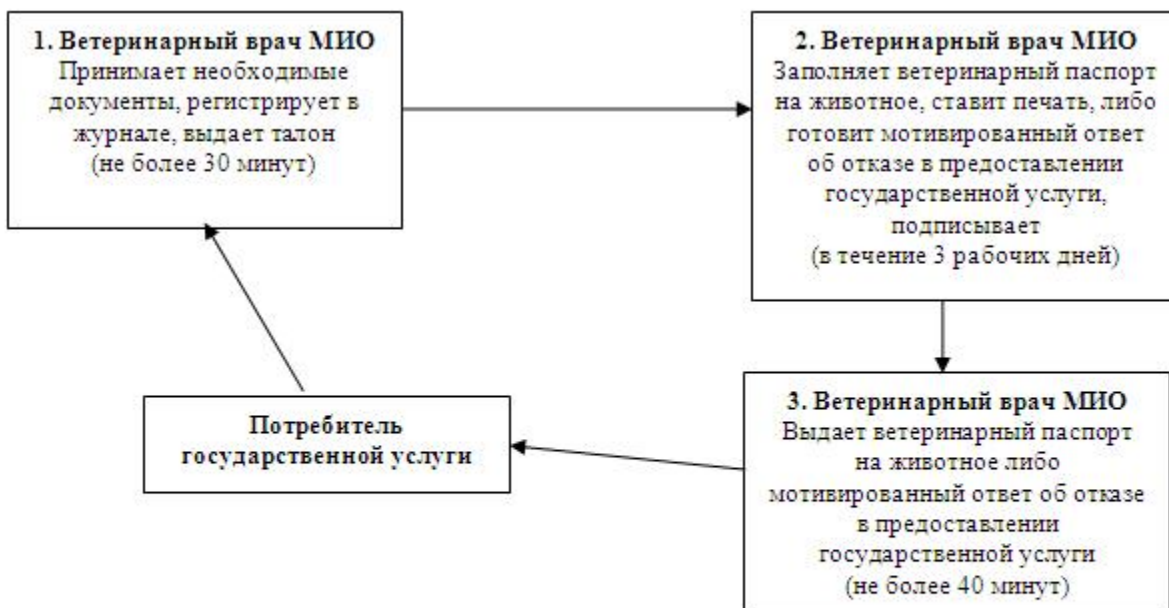 1. Ветеринарный врач МИО
Принимает необходимые
документы, регистрирует в
журнале, выдает талон
(не более 30 минут)
2. Ветеринарный врач МИО
Заполняет ветеринарный паспорт
на животное, ставит печать, либо
готовит мотивированный ответ
об отказе в предоставлении
государственной услуги,
подписывает
(в течение 3 рабочих дней)
3. Ветеринарный врач МИО
Выдает ветеринарный паспорт
на животное либо
мотивированный ответ об отказе
в предоставлении
государственной услуги
(не более 40 минут)
Потребитель
государственной услуги